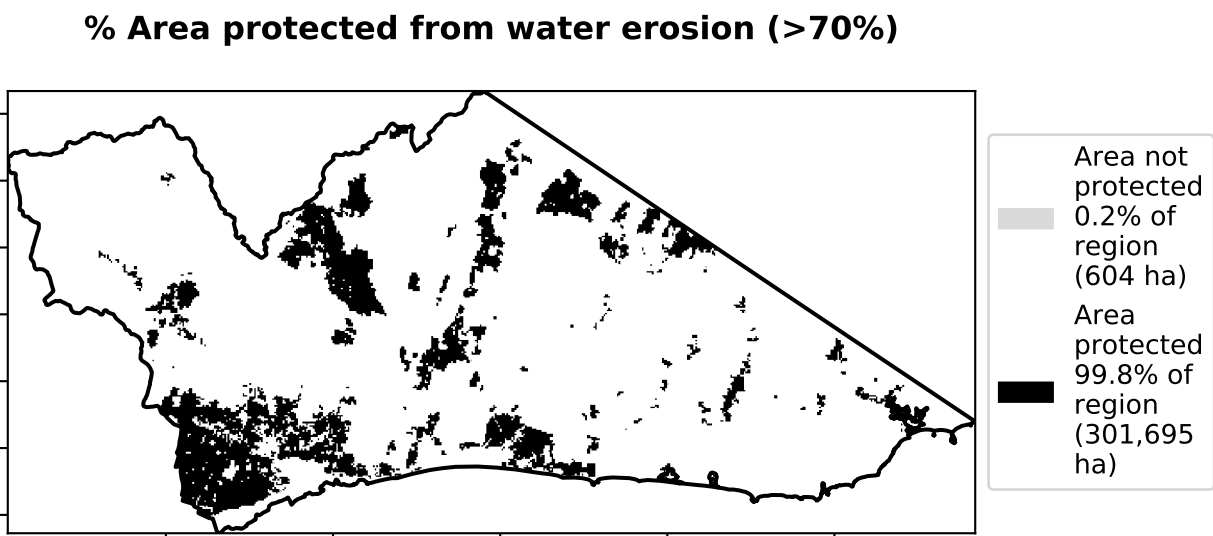 % Area protected from water erosion (>70%)
Area not
protected
0.2% of
region
(604 ha)
Area
protected
99.8% of
region
(301,695
ha)